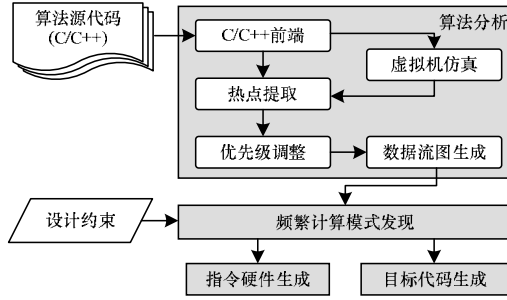 算法源代码
(C/C++)
算法分析
C/C++前端
虚拟机仿真
热点提取
优先级调整
数据流图生成
设计约束
频繁计算模式发现
指令硬件生成
目标代码生成